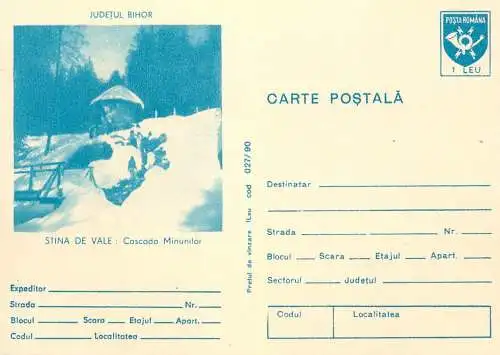 JUDEȚUL BIHOR
STINA DE VALE : Cascada Minunilor
Expeditor
Strada Nr.
Blocul Scara Etajul Apart.
Codul Localitatea
Prețul de vînzare 1Leu cod 027/90
POȘTA ROMÂNĂ
1 LEU
CARTE POȘTALĂ
Destinatar
Strada Nr.
Blocul Scara Etajul Apart.
Sectorul Județul
Codul Localitatea